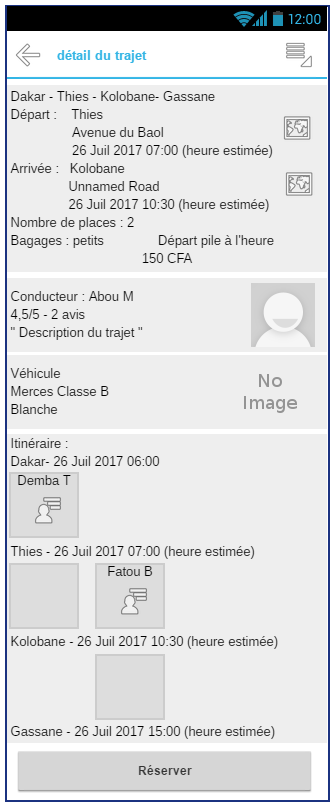 12:00
détail du trajet
Dakar - Thies - Kolobane- Gassane
Départ : Thies
Avenue du Baol
26 Juil 2017 07:00 (heure estimée)
Arrivée : Kolobane
Unnamed Road
26 Juil 2017 10:30 (heure estimée)
Nombre de places : 2
Bagages : petits Départ pile à l'heure
150 CFA
Conducteur : Abou M
4,5/5 - 2 avis
" Description du trajet "
No
Image
Véhicule
Merces Classe B
Blanche
Itinéraire :
Dakar- 26 Juil 2017 06:00
Demba T
Thies - 26 Juil 2017 07:00 (heure estimée)
Fatou B
Kolobane - 26 Juil 2017 10:30 (heure estimée)
Gassane - 26 Juil 2017 15:00 (heure estimée)
Réserver